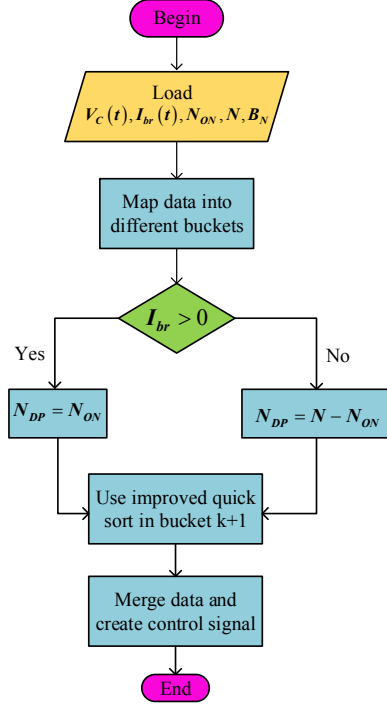 Begin
Load
V_C(t), I_br(t), N_ON, N, B_N
Map data into
different buckets
I_br > 0
Yes
No
N_DP = N_ON
N_DP = N − N_ON
Use improved quick
sort in bucket k+1
Merge data and
create control signal
End